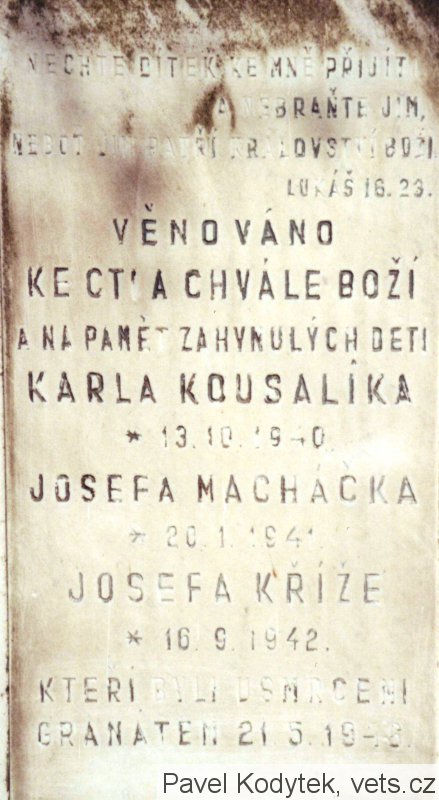 NECHTE DÍTEK KE MNĚ PŘIJÍTI
A NEBRAŇTE JIM,
NEBOŤ JIM PATŘÍ KRÁLOVSTVÍ BOŽÍ
LUKÁŠ 16. 23.
VĚNOVÁNO
KE CTI A CHVÁLE BOŽÍ
A NA PAMĚŤ ZAHYNULÝCH DETÍ
KARLA KOUSALÍKA
* 13. 10. 1940
JOSEFA MACHÁČKA
* 20. 1. 1941
JOSEFA KŘÍŽE
* 16. 9. 1942.
KTEŘÍ BYLI USMRCENI
GRANÁTEM 21 5.
Pavel Kodytek, vets.cz